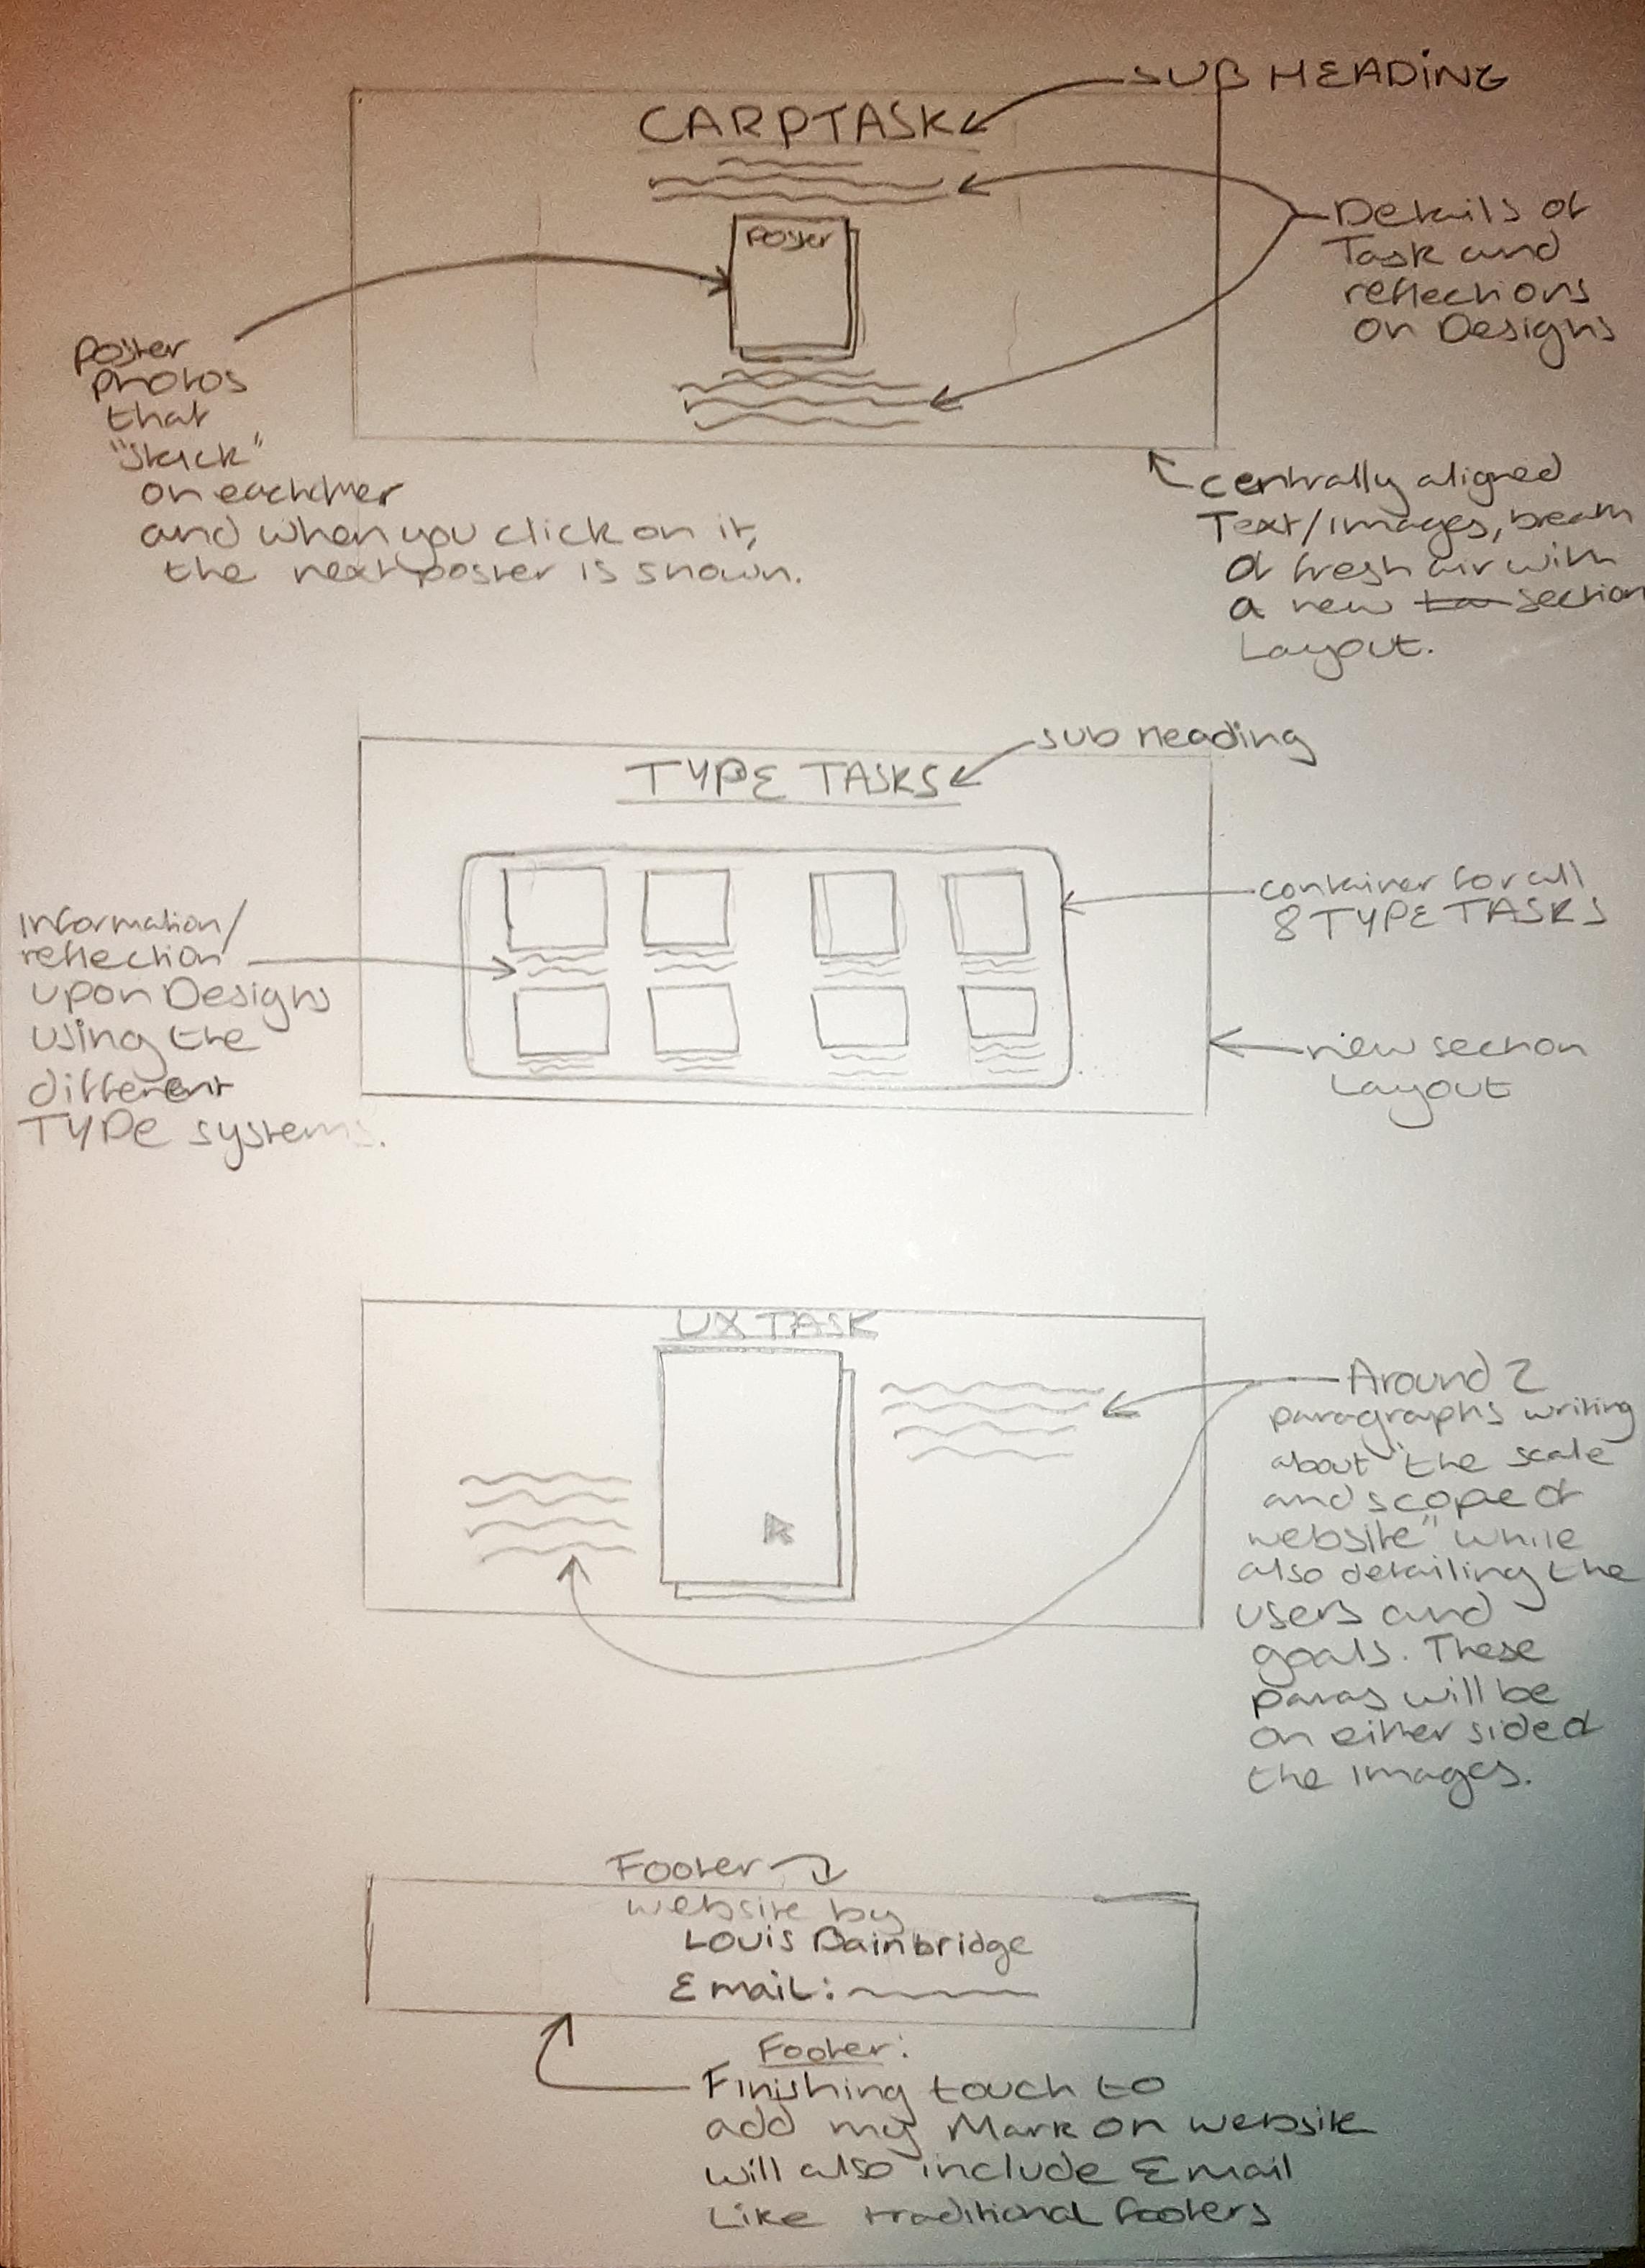 SUB HEADING
CARPTASK
Details of
Task and
reflections
on Designs
poster
poster
photos
that
"stack"
on eachother
and when you click on it,
the next poster is shown.
centrally aligned
Text/images, breath
of fresh air with
a new section
Layout.
sub heading
TYPE TASKS
container for all
8 TYPE TASKS
information/
reflection
upon Designs
using the
different
TYPE systems.
new section
Layout
UX TASK
Around 2
paragraphs writing
about "the scale
and scope of
website" while
also detailing the
users and
goals. These
paras will be
on either side of
the images.
Footer
website by
Louis Bainbridge
Email:
Footer:
Finishing touch to
add my Mark on website
will also include Email
Like traditional footers